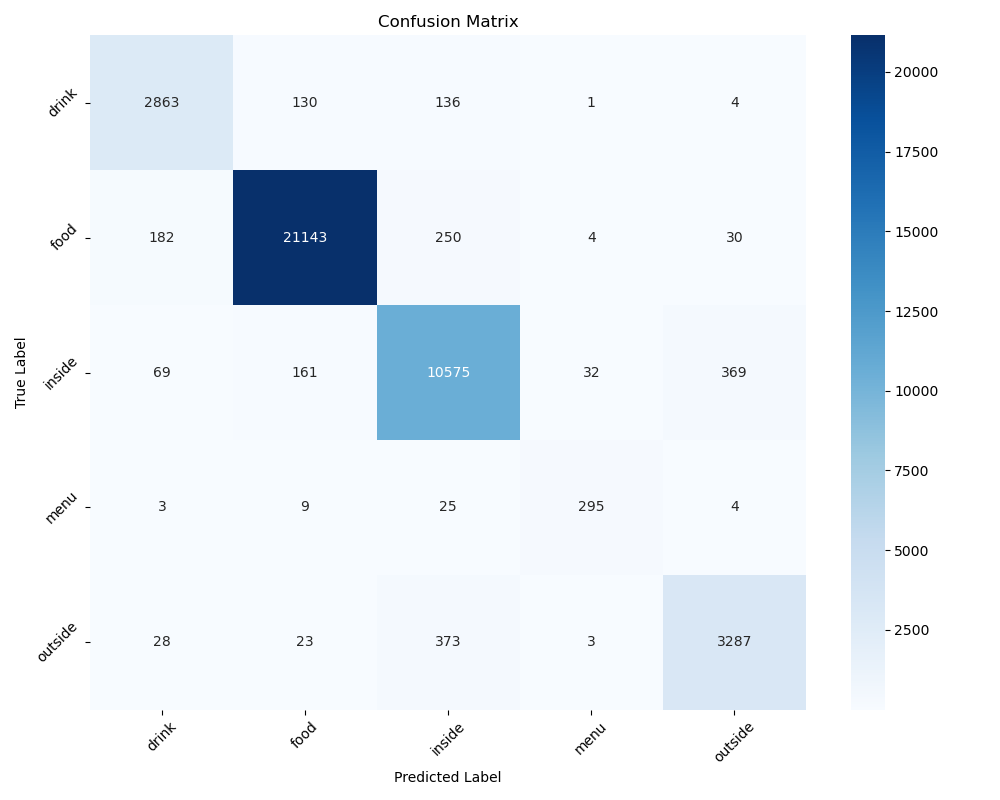 Confusion Matrix
drink 2863 130 136 1 4
food 182 21143 250 4 30
inside 69 161 10575 32 369
menu 3 9 25 295 4
outside 28 23 373 3 3287
drink food inside menu outside
Predicted Label
True Label
20000
17500
15000
12500
10000
7500
5000
2500